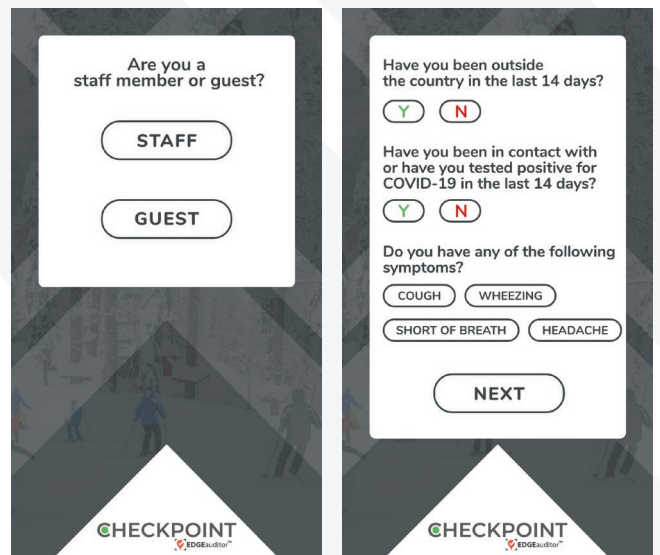 Are you a
staff member or guest?
STAFF
GUEST
CHECKPOINT
EDGEauditor™
Have you been outside
the country in the last 14 days?
Y N
Have you been in contact with
or have you tested positive for
COVID-19 in the last 14 days?
Y N
Do you have any of the following
symptoms?
COUGH WHEEZING
SHORT OF BREATH HEADACHE
NEXT
CHECKPOINT
EDGEauditor™